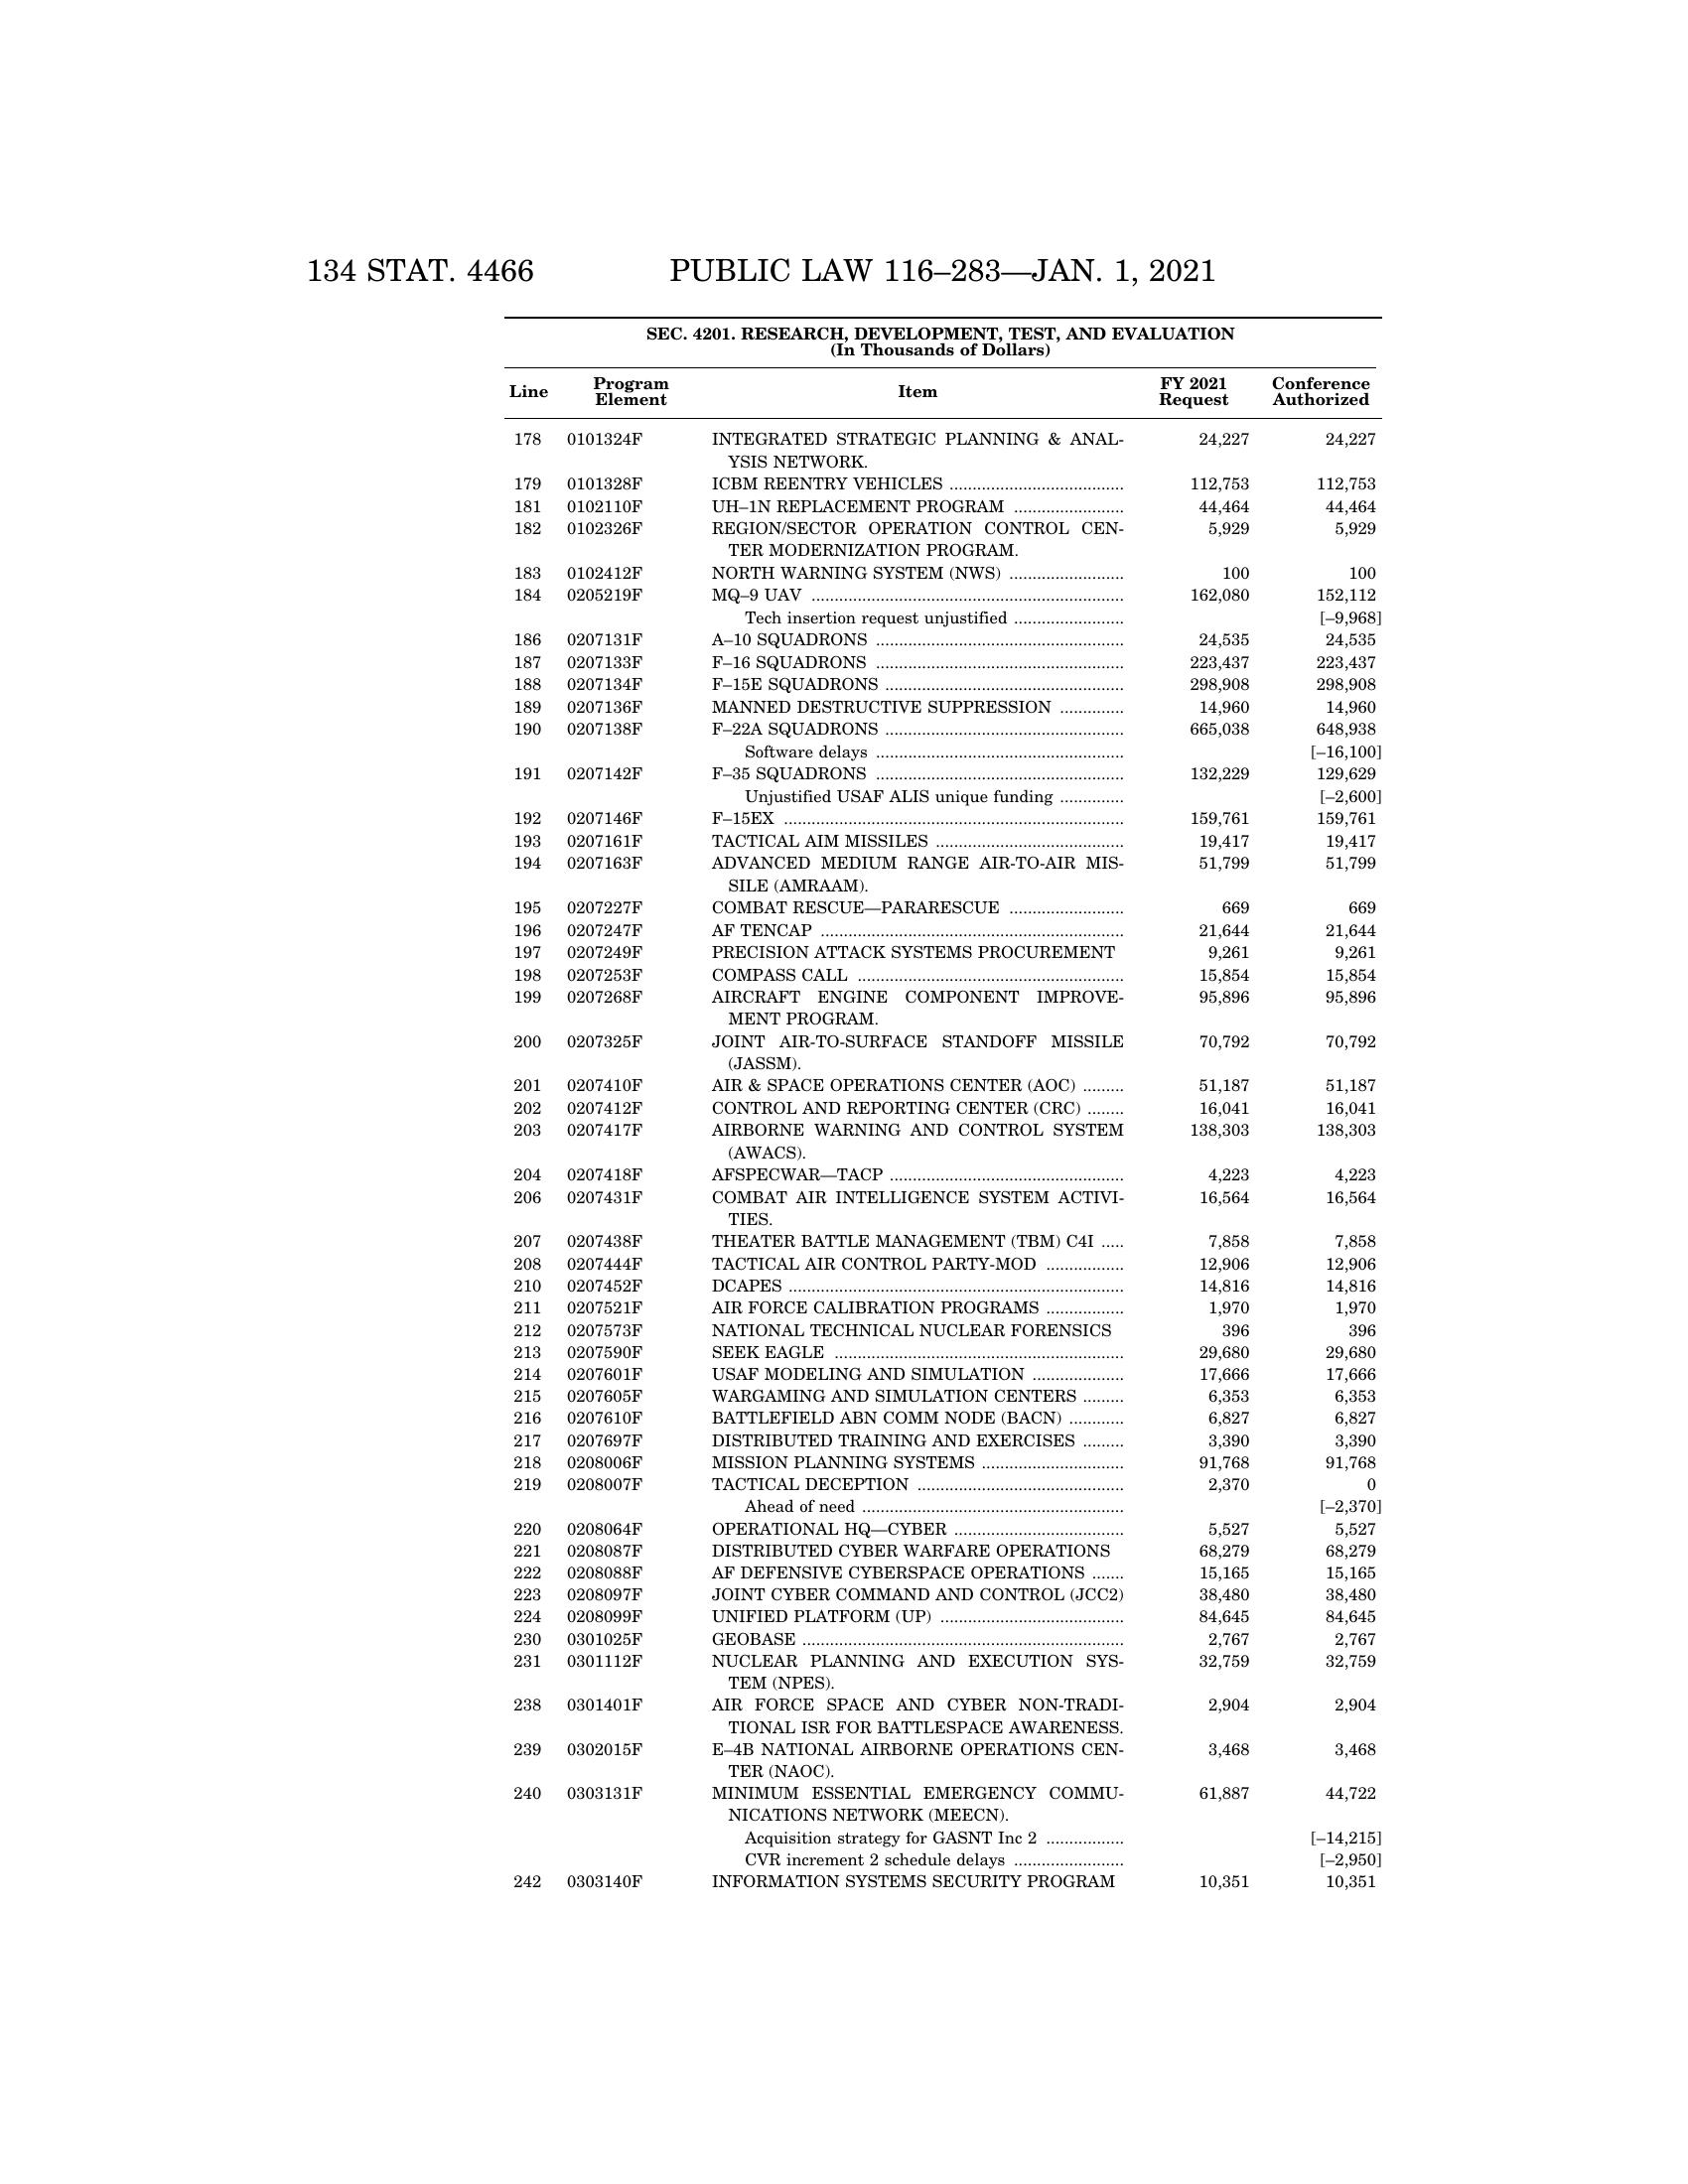 134 STAT. 4466 PUBLIC LAW 116–283—JAN. 1, 2021
SEC. 4201. RESEARCH, DEVELOPMENT, TEST, AND EVALUATION
(In Thousands of Dollars)
Line Program Element Item FY 2021 Request Conference Authorized
178 0101324F INTEGRATED STRATEGIC PLANNING & ANAL- 24,227 24,227
YSIS NETWORK.
179 0101328F ICBM REENTRY VEHICLES ...................................... 112,753 112,753
181 0102110F UH–1N REPLACEMENT PROGRAM ........................ 44,464 44,464
182 0102326F REGION/SECTOR OPERATION CONTROL CEN- 5,929 5,929
TER MODERNIZATION PROGRAM.
183 0102412F NORTH WARNING SYSTEM (NWS) ......................... 100 100
184 0205219F MQ–9 UAV .................................................................... 162,080 152,112
Tech insertion request unjustified ........................ [–9,968]
186 0207131F A–10 SQUADRONS ...................................................... 24,535 24,535
187 0207133F F–16 SQUADRONS ...................................................... 223,437 223,437
188 0207134F F–15E SQUADRONS .................................................... 298,908 298,908
189 0207136F MANNED DESTRUCTIVE SUPPRESSION .............. 14,960 14,960
190 0207138F F–22A SQUADRONS .................................................... 665,038 648,938
Software delays ...................................................... [–16,100]
191 0207142F F–35 SQUADRONS ...................................................... 132,229 129,629
Unjustified USAF ALIS unique funding .............. [–2,600]
192 0207146F F–15EX .......................................................................... 159,761 159,761
193 0207161F TACTICAL AIM MISSILES ......................................... 19,417 19,417
194 0207163F ADVANCED MEDIUM RANGE AIR-TO-AIR MIS- 51,799 51,799
SILE (AMRAAM).
195 0207227F COMBAT RESCUE—PARARESCUE ......................... 669 669
196 0207247F AF TENCAP .................................................................. 21,644 21,644
197 0207249F PRECISION ATTACK SYSTEMS PROCUREMENT 9,261 9,261
198 0207253F COMPASS CALL .......................................................... 15,854 15,854
199 0207268F AIRCRAFT ENGINE COMPONENT IMPROVE- 95,896 95,896
MENT PROGRAM.
200 0207325F JOINT AIR-TO-SURFACE STANDOFF MISSILE 70,792 70,792
(JASSM).
201 0207410F AIR & SPACE OPERATIONS CENTER (AOC) ......... 51,187 51,187
202 0207412F CONTROL AND REPORTING CENTER (CRC) ........ 16,041 16,041
203 0207417F AIRBORNE WARNING AND CONTROL SYSTEM 138,303 138,303
(AWACS).
204 0207418F AFSPECWAR—TACP ................................................... 4,223 4,223
206 0207431F COMBAT AIR INTELLIGENCE SYSTEM ACTIVI- 16,564 16,564
TIES.
207 0207438F THEATER BATTLE MANAGEMENT (TBM) C4I ..... 7,858 7,858
208 0207444F TACTICAL AIR CONTROL PARTY-MOD ................. 12,906 12,906
210 0207452F DCAPES ......................................................................... 14,816 14,816
211 0207521F AIR FORCE CALIBRATION PROGRAMS ................. 1,970 1,970
212 0207573F NATIONAL TECHNICAL NUCLEAR FORENSICS 396 396
213 0207590F SEEK EAGLE ............................................................... 29,680 29,680
214 0207601F USAF MODELING AND SIMULATION .................... 17,666 17,666
215 0207605F WARGAMING AND SIMULATION CENTERS ......... 6,353 6,353
216 0207610F BATTLEFIELD ABN COMM NODE (BACN) ............ 6,827 6,827
217 0207697F DISTRIBUTED TRAINING AND EXERCISES ......... 3,390 3,390
218 0208006F MISSION PLANNING SYSTEMS ............................... 91,768 91,768
219 0208007F TACTICAL DECEPTION ............................................. 2,370 0
Ahead of need ......................................................... [–2,370]
220 0208064F OPERATIONAL HQ—CYBER ..................................... 5,527 5,527
221 0208087F DISTRIBUTED CYBER WARFARE OPERATIONS 68,279 68,279
222 0208088F AF DEFENSIVE CYBERSPACE OPERATIONS ....... 15,165 15,165
223 0208097F JOINT CYBER COMMAND AND CONTROL (JCC2) 38,480 38,480
224 0208099F UNIFIED PLATFORM (UP) ........................................ 84,645 84,645
230 0301025F GEOBASE ...................................................................... 2,767 2,767
231 0301112F NUCLEAR PLANNING AND EXECUTION SYS- 32,759 32,759
TEM (NPES).
238 0301401F AIR FORCE SPACE AND CYBER NON-TRADI- 2,904 2,904
TIONAL ISR FOR BATTLESPACE AWARENESS.
239 0302015F E–4B NATIONAL AIRBORNE OPERATIONS CEN- 3,468 3,468
TER (NAOC).
240 0303131F MINIMUM ESSENTIAL EMERGENCY COMMU- 61,887 44,722
NICATIONS NETWORK (MEECN).
Acquisition strategy for GASNT Inc 2 ................. [–14,215]
CVR increment 2 schedule delays ........................ [–2,950]
242 0303140F INFORMATION SYSTEMS SECURITY PROGRAM 10,351 10,351